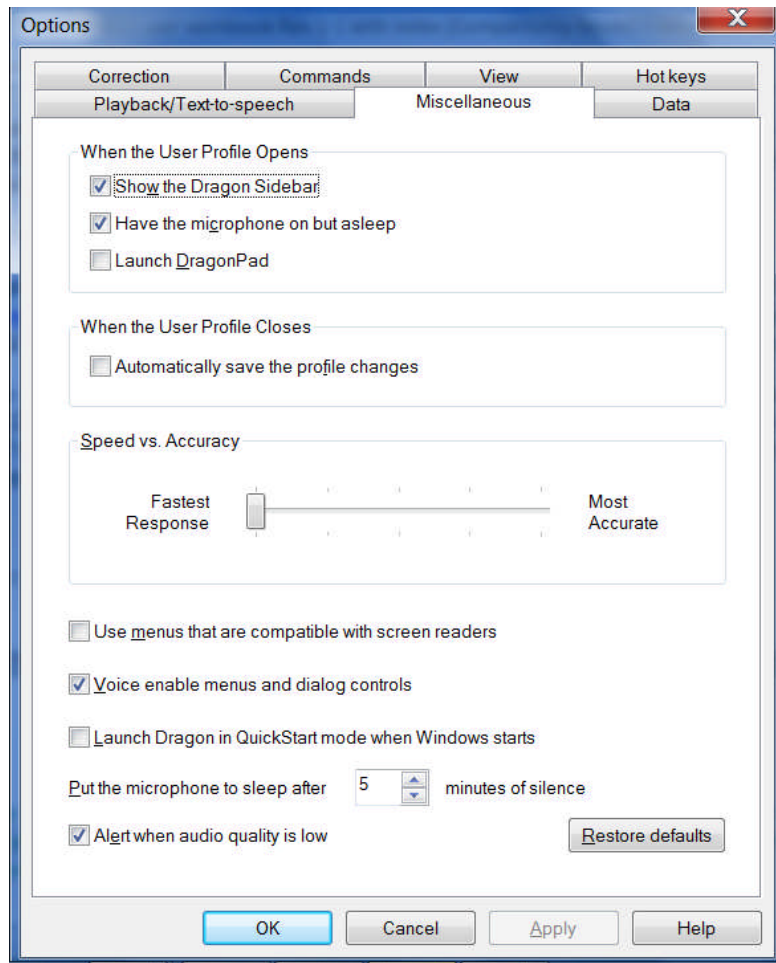 Options
X
Correction Commands View Hot keys
Playback/Text-to-speech Miscellaneous Data
When the User Profile Opens
Show the Dragon Sidebar
Have the microphone on but asleep
Launch DragonPad
When the User Profile Closes
Automatically save the profile changes
Speed vs. Accuracy
Fastest
Response
Most
Accurate
Use menus that are compatible with screen readers
Voice enable menus and dialog controls
Launch Dragon in QuickStart mode when Windows starts
Put the microphone to sleep after 5 minutes of silence
Alert when audio quality is low Restore defaults
OK Cancel Apply Help